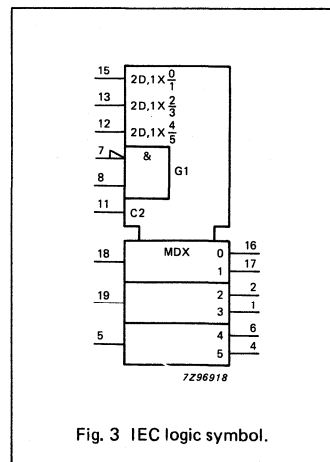 15 2D,1X 0/1
13 2D,1X 2/3
12 2D,1X 4/5
7 &
G1
8
11 C2
MDX 0 16
18 1 17
2 2
19 3 1
4 6
5 5 4
7Z96918
Fig. 3 IEC logic symbol.